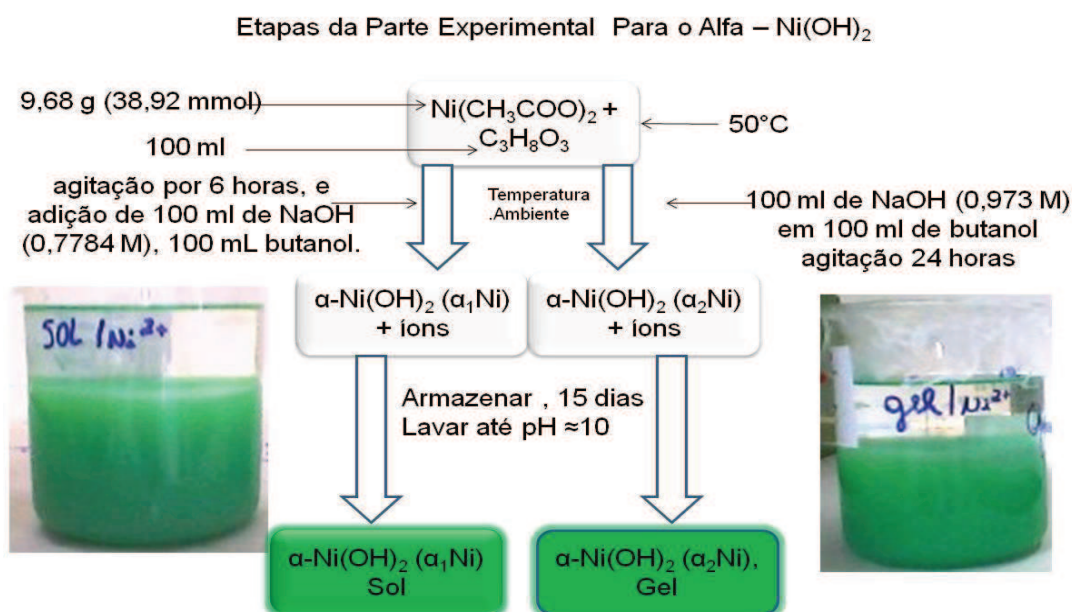 Etapas da Parte Experimental Para o Alfa – Ni(OH)₂
9,68 g (38,92 mmol)
Ni(CH₃COO)₂ +
C₃H₈O₃
50°C
100 ml
agitação por 6 horas, e
adição de 100 ml de NaOH
(0,7784 M), 100 mL butanol.
Temperatura
.Ambiente
100 ml de NaOH (0,973 M)
em 100 ml de butanol
agitação 24 horas
α-Ni(OH)₂ (α₁Ni)
+ íons
α-Ni(OH)₂ (α₂Ni)
+ íons
SOL / Ni²⁺
gel / Ni²⁺
Armazenar , 15 dias
Lavar até pH ≈10
α-Ni(OH)₂ (α₁Ni)
Sol
α-Ni(OH)₂ (α₂Ni),
Gel